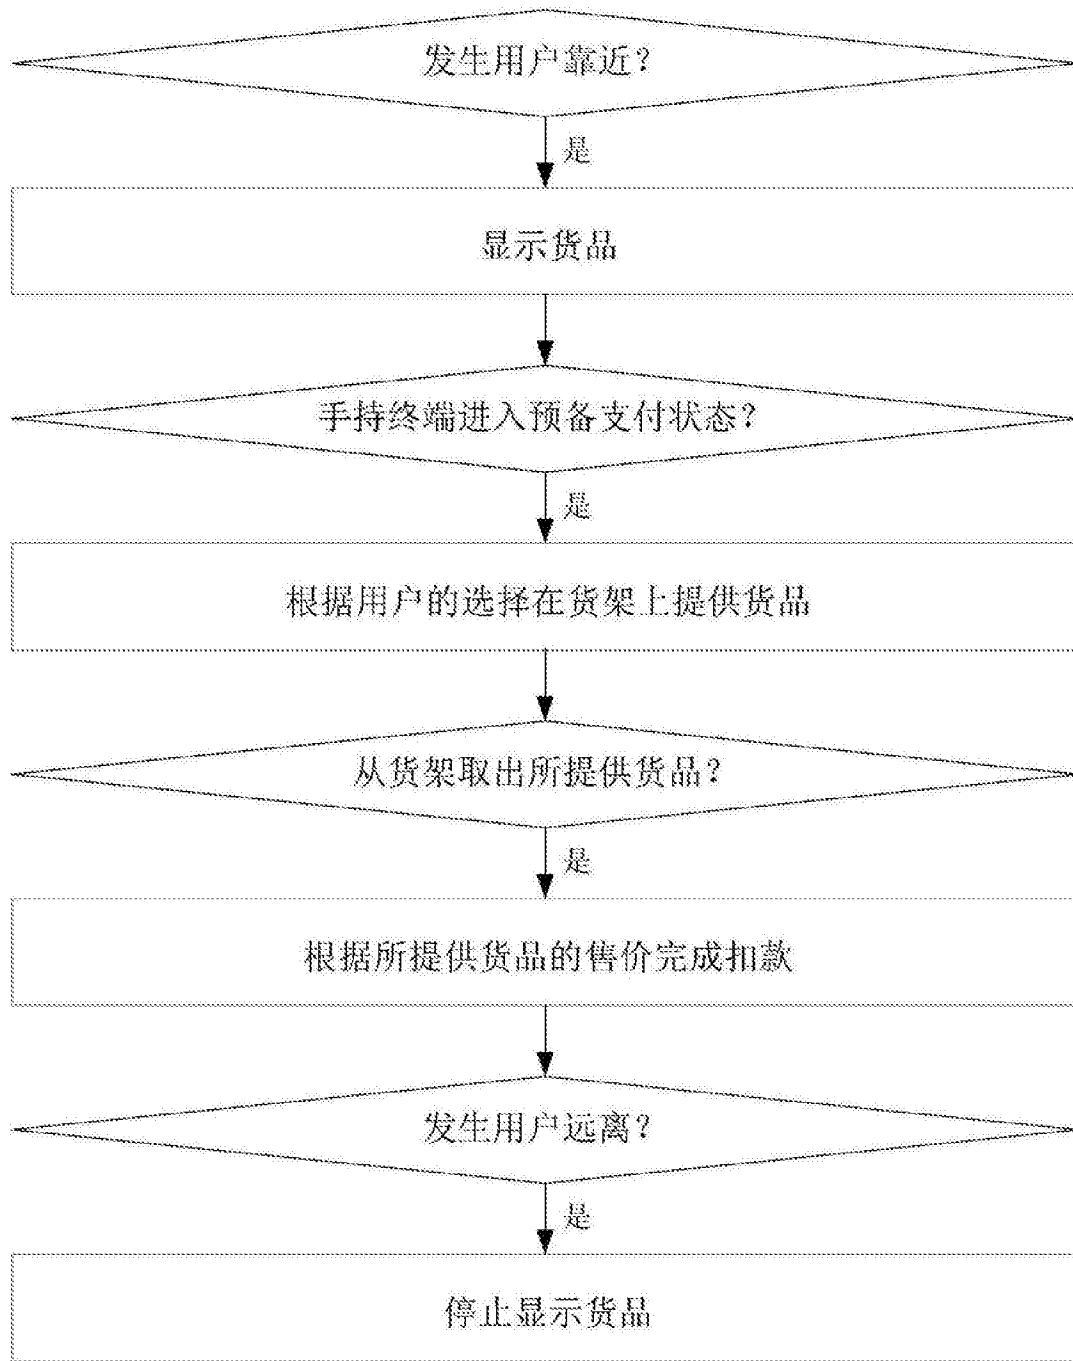 发生用户靠近？
是
显示货品
手持终端进入预备支付状态？
是
根据用户的选择在货架上提供货品
从货架取出所提供货品？
是
根据所提供货品的售价完成扣款
发生用户远离？
是
停止显示货品